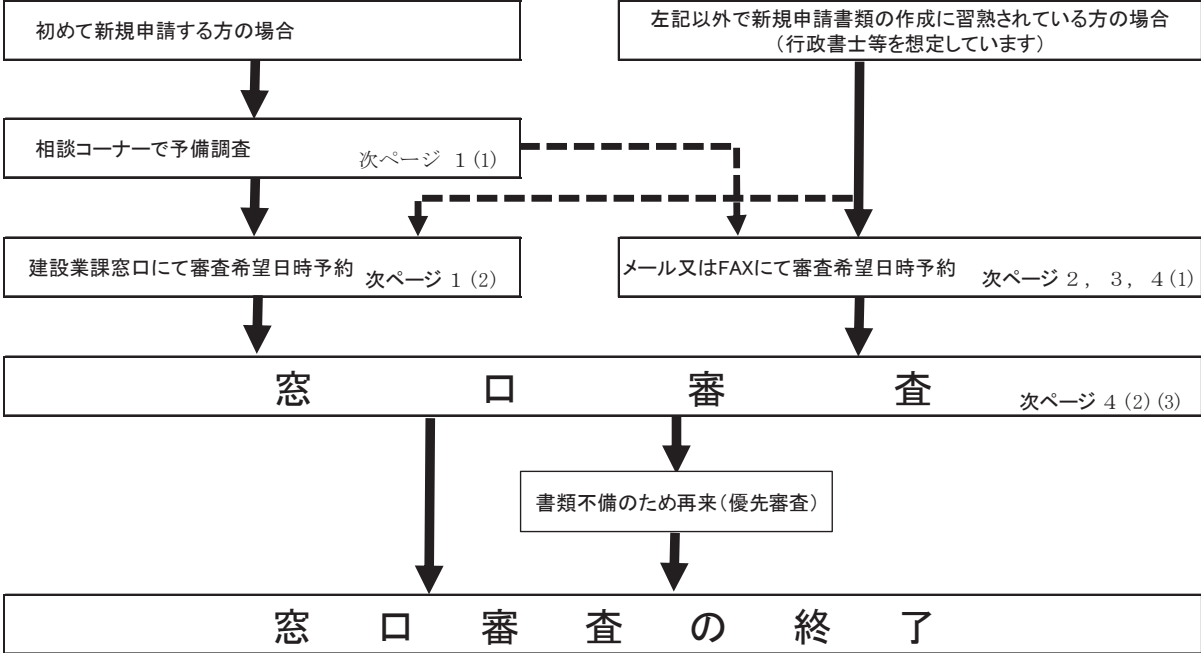 初めて新規申請する方の場合
左記以外で新規申請書類の作成に習熟されている方の場合
（行政書士等を想定しています）
相談コーナーで予備調査 次ページ 1 (1)
建設業課窓口にて審査希望日時予約 次ページ 1 (2)
メール又はFAXにて審査希望日時予約 次ページ 2 , 3 , 4 (1)
窓口審査 次ページ 4 (2) (3)
書類不備のため再来（優先審査）
窓口審査の終了